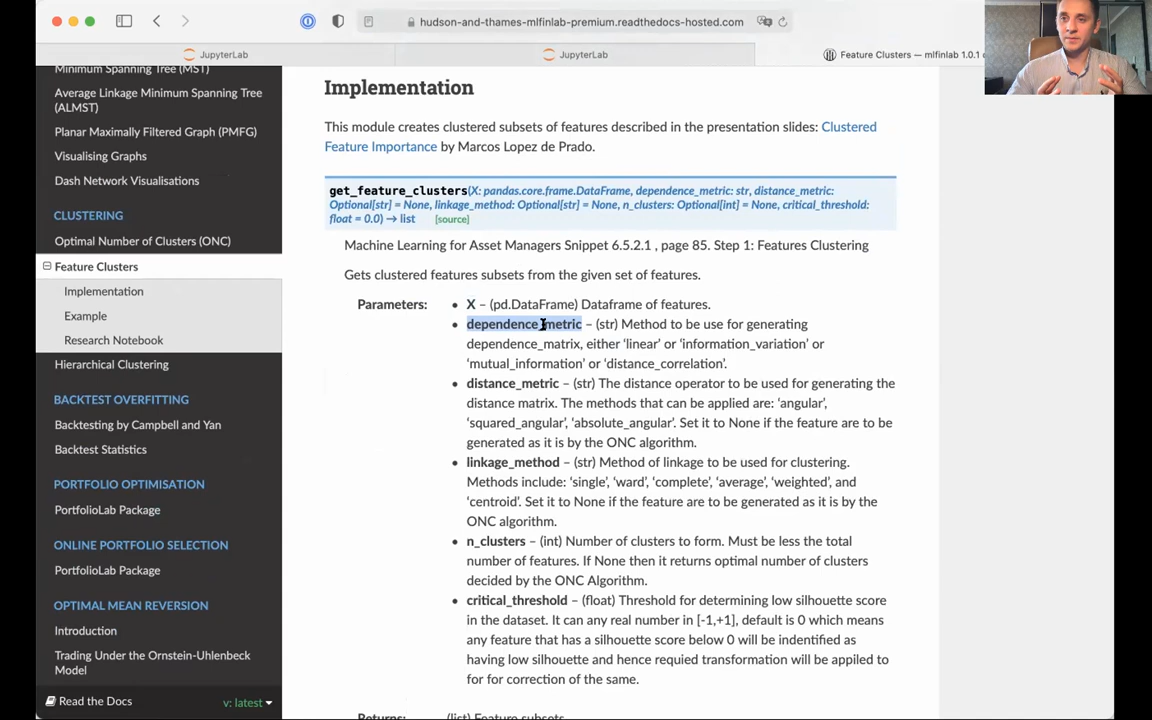 hudson-and-thames-mlfinlab-premium.readthedocs-hosted.com
JupyterLab
JupyterLab
Feature Clusters — mlfinlab 1.0.1
Minimum Spanning Tree (MST)
Average Linkage Minimum Spanning Tree
(ALMST)
Planar Maximally Filtered Graph (PMFG)
Visualising Graphs
Dash Network Visualisations
CLUSTERING
Optimal Number of Clusters (ONC)
Feature Clusters
Implementation
Example
Research Notebook
Hierarchical Clustering
BACKTEST OVERFITTING
Backtesting by Campbell and Yan
Backtest Statistics
PORTFOLIO OPTIMISATION
PortfolioLab Package
ONLINE PORTFOLIO SELECTION
PortfolioLab Package
OPTIMAL MEAN REVERSION
Introduction
Trading Under the Ornstein-Uhlenbeck
Model
Read the Docs
v: latest
Implementation
This module creates clustered subsets of features described in the presentation slides: Clustered
Feature Importance by Marcos Lopez de Prado.
get_feature_clusters(X: pandas.core.frame.DataFrame, dependence_metric: str, distance_metric:
Optional[str] = None, linkage_method: Optional[str] = None, n_clusters: Optional[int] = None, critical_threshold:
float = 0.0) → list [source]
Machine Learning for Asset Managers Snippet 6.5.2.1 , page 85. Step 1: Features Clustering
Gets clustered features subsets from the given set of features.
Parameters:
• X – (pd.DataFrame) Dataframe of features.
• dependence_metric – (str) Method to be use for generating
dependence_matrix, either ‘linear’ or ‘information_variation’ or
‘mutual_information’ or ‘distance_correlation’.
• distance_metric – (str) The distance operator to be used for generating the
distance matrix. The methods that can be applied are: ‘angular’,
‘squared_angular’, ‘absolute_angular’. Set it to None if the feature are to be
generated as it is by the ONC algorithm.
• linkage_method – (str) Method of linkage to be used for clustering.
Methods include: ‘single’, ‘ward’, ‘complete’, ‘average’, ‘weighted’, and
‘centroid’. Set it to None if the feature are to be generated as it is by the
ONC algorithm.
• n_clusters – (int) Number of clusters to form. Must be less the total
number of features. If None then it returns optimal number of clusters
decided by the ONC Algorithm.
• critical_threshold – (float) Threshold for determining low silhouette score
in the dataset. It can any real number in [-1,+1], default is 0 which means
any feature that has a silhouette score below 0 will be indentified as
having low silhouette and hence requied transformation will be appiled to
for for correction of the same.
Returns: (list) Feature subsets